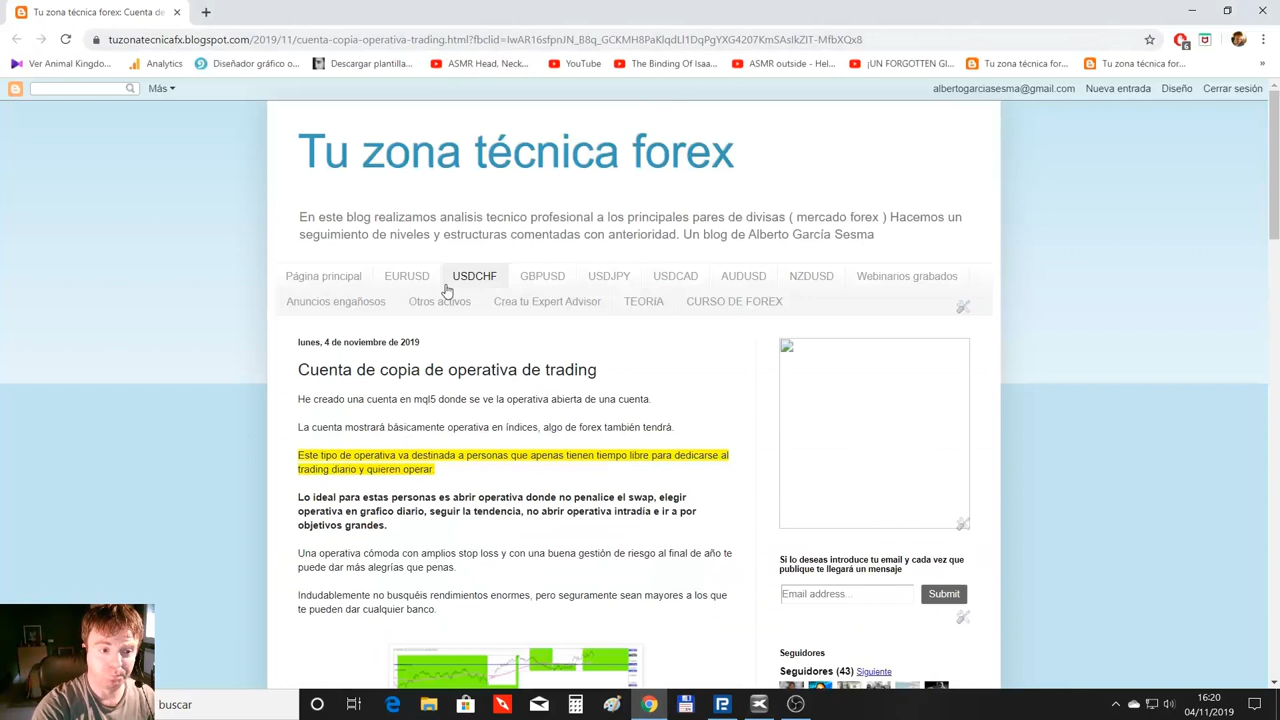 Tu zona técnica forex: Cuenta de
tuzonatecnicafx.blogspot.com/2019/11/cuenta-copia-operativa-trading.html?fbclid=IwAR16sfpnJN_B8q_GCKMH8PaKlqdLl1DqPgYXG4207KmSAslkZIT-MfbXQx8
Ver Animal Kingdo...
Analytics
Diseñador gráfico o...
Descargar plantilla...
ASMR Head, Neck...
YouTube
The Binding Of Isaa...
ASMR outside - Hel...
¡UN FORGOTTEN GI...
Tu zona técnica for...
Tu zona técnica for...
Más
albertogarciasesma@gmail.com
Nueva entrada
Diseño
Cerrar sesión
Tu zona técnica forex
En este blog realizamos analisis tecnico profesional a los principales pares de divisas ( mercado forex ) Hacemos un
seguimiento de niveles y estructuras comentadas con anterioridad. Un blog de Alberto García Sesma
Página principal EURUSD USDCHF GBPUSD USDJPY USDCAD AUDUSD NZDUSD Webinarios grabados
Anuncios engañosos Otros activos Crea tu Expert Advisor TEORíA CURSO DE FOREX
lunes, 4 de noviembre de 2019
Cuenta de copia de operativa de trading
He creado una cuenta en mql5 donde se ve la operativa abierta de una cuenta.
La cuenta mostrará básicamente operativa en índices, algo de forex también tendrá.
Este tipo de operativa va destinada a personas que apenas tienen tiempo libre para dedicarse al
trading diario y quieren operar.
Lo ideal para estas personas es abrir operativa donde no penalice el swap, elegir
operativa en grafico diario, seguir la tendencia, no abrir operativa intradía e ir a por
objetivos grandes.
Una operativa cómoda con amplios stop loss y con una buena gestión de riesgo al final de año te
puede dar más alegrías que penas.
Indudablemente no busquéis rendimientos enormes, pero seguramente sean mayores a los que
te pueden dar cualquier banco.
Si lo deseas introduce tu email y cada vez que
publique te llegará un mensaje
Email address...
Submit
Seguidores
Seguidores (43) Siguiente
buscar
16:20
04/11/2019